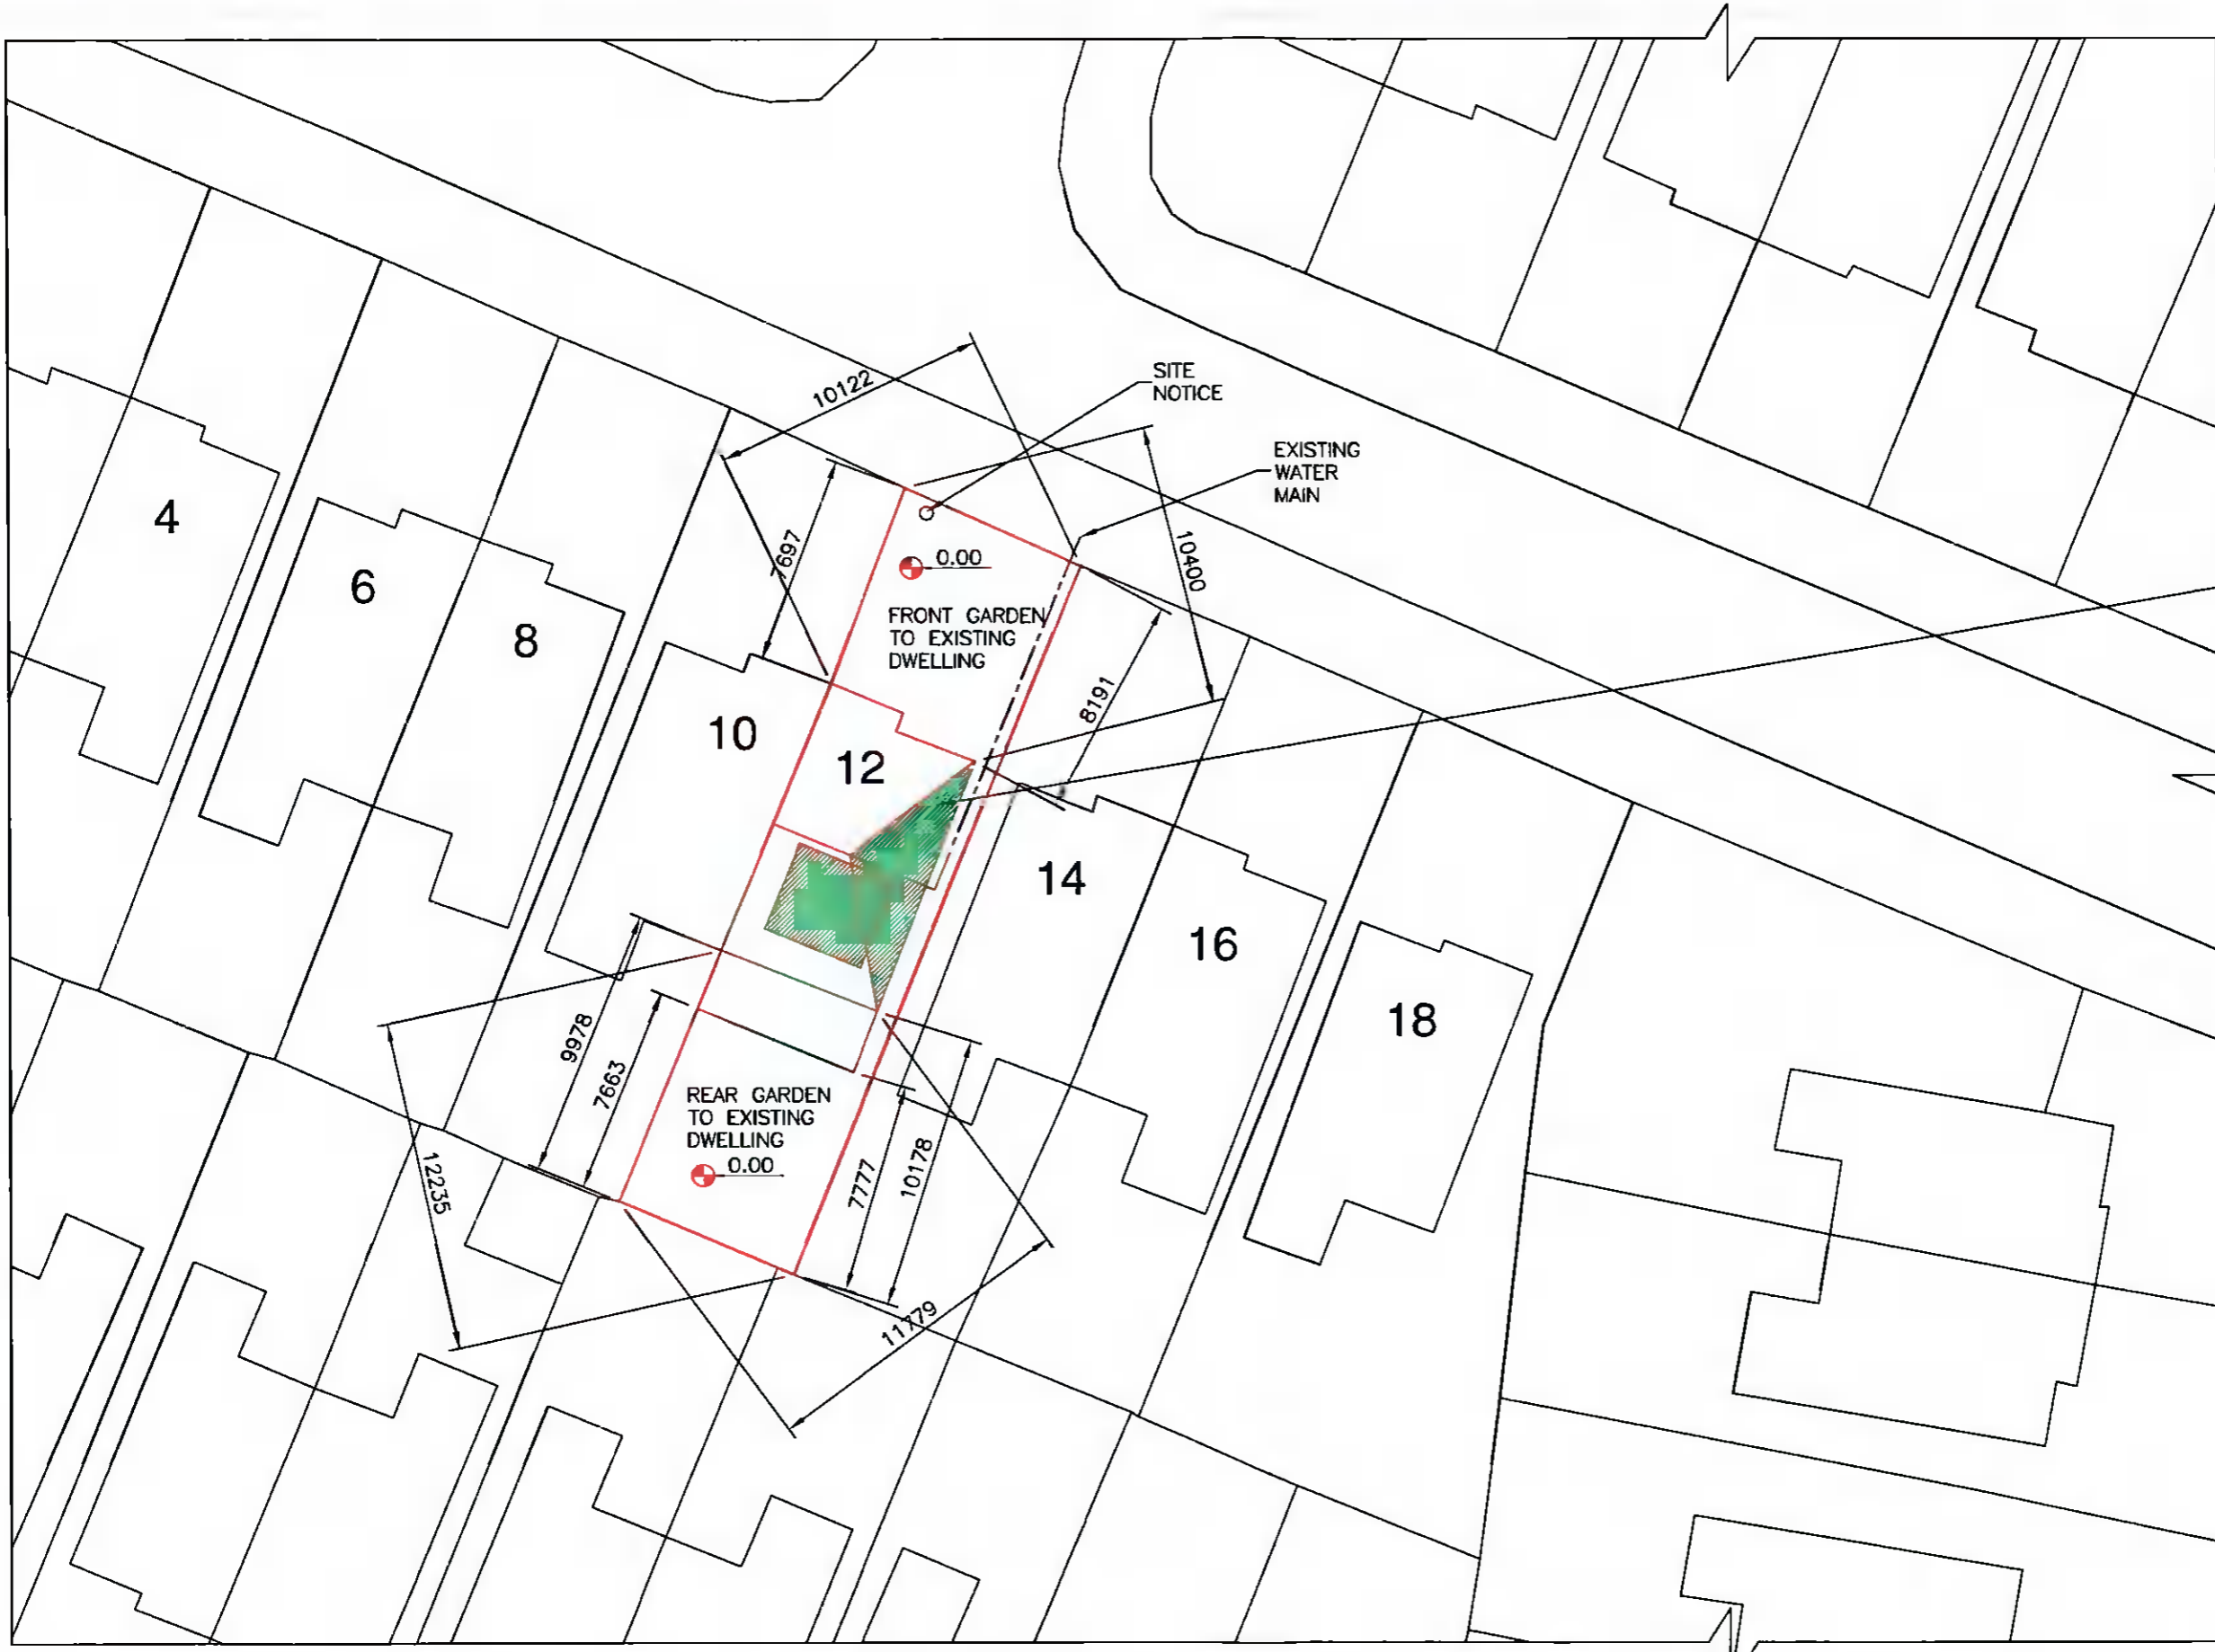 SITE
NOTICE
10122
EXISTING
WATER
MAIN
4
7697
10400
0.00
6
FRONT GARDEN
TO EXISTING
DWELLING
8
8191
10
12
14
16
18
9978
7663
REAR GARDEN
TO EXISTING
DWELLING
0.00
12235
7777
10178
11779